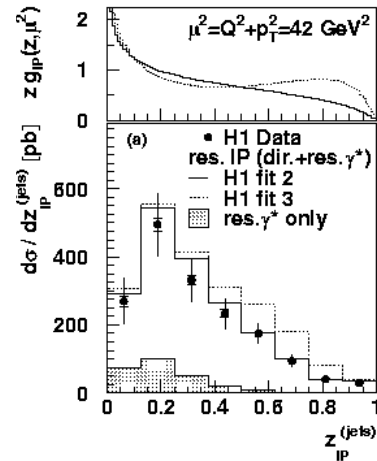 μ²=Q²+p_T²=42 GeV²
z g_IP(z,μ²)
2
1
0
(a)
H1 Data
res. IP (dir.+res.γ*)
H1 fit 2
H1 fit 3
res.γ* only
dσ / dz_IP^(jets) [pb]
600
400
200
0
0 0.2 0.4 0.6 0.8 1
z_IP^(jets)